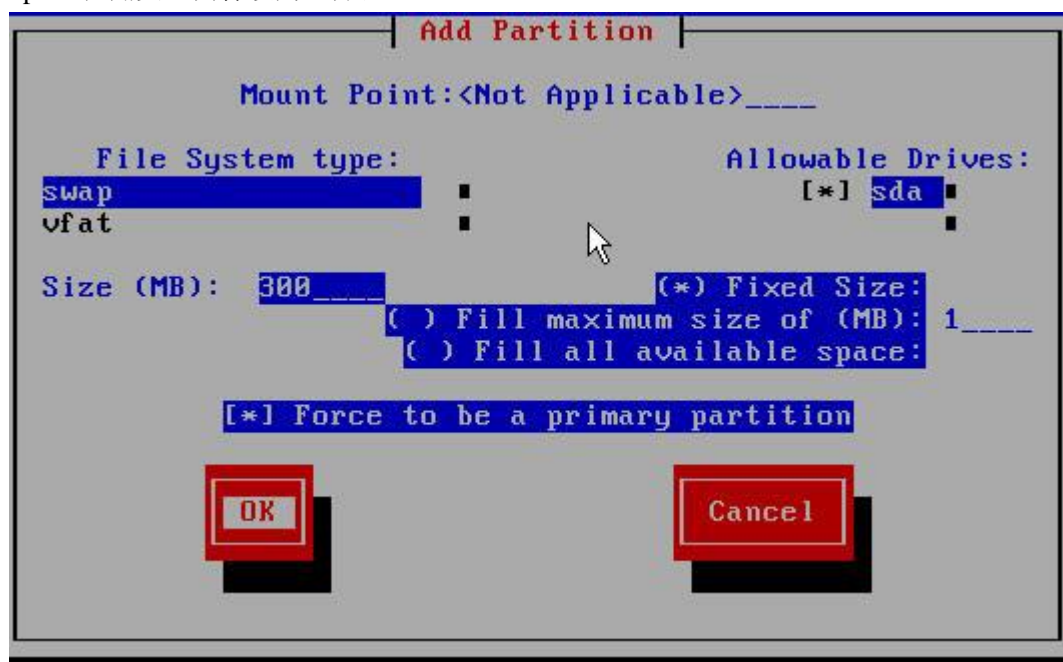 Add Partition
Mount Point:<Not Applicable>____
File System type: Allowable Drives:
swap [*] sda
vfat
Size (MB): 300____ (*) Fixed Size:
( ) Fill maximum size of (MB): 1____
( ) Fill all available space:
[*] Force to be a primary partition
OK Cancel